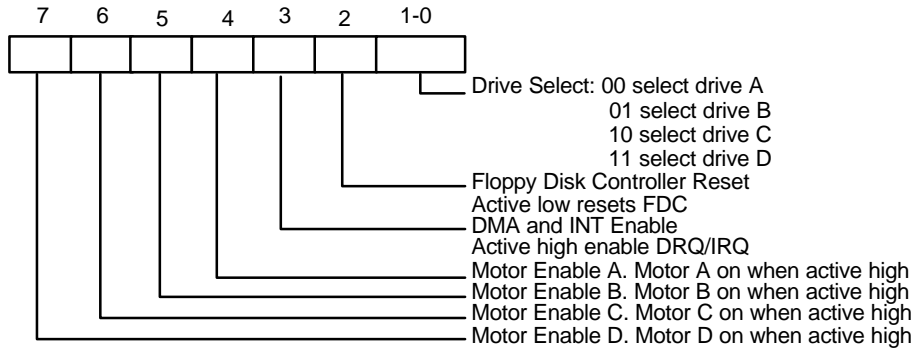 7 6 5 4 3 2 1-0
Drive Select: 00 select drive A
01 select drive B
10 select drive C
11 select drive D
Floppy Disk Controller Reset
Active low resets FDC
DMA and INT Enable
Active high enable DRQ/IRQ
Motor Enable A. Motor A on when active high
Motor Enable B. Motor B on when active high
Motor Enable C. Motor C on when active high
Motor Enable D. Motor D on when active high